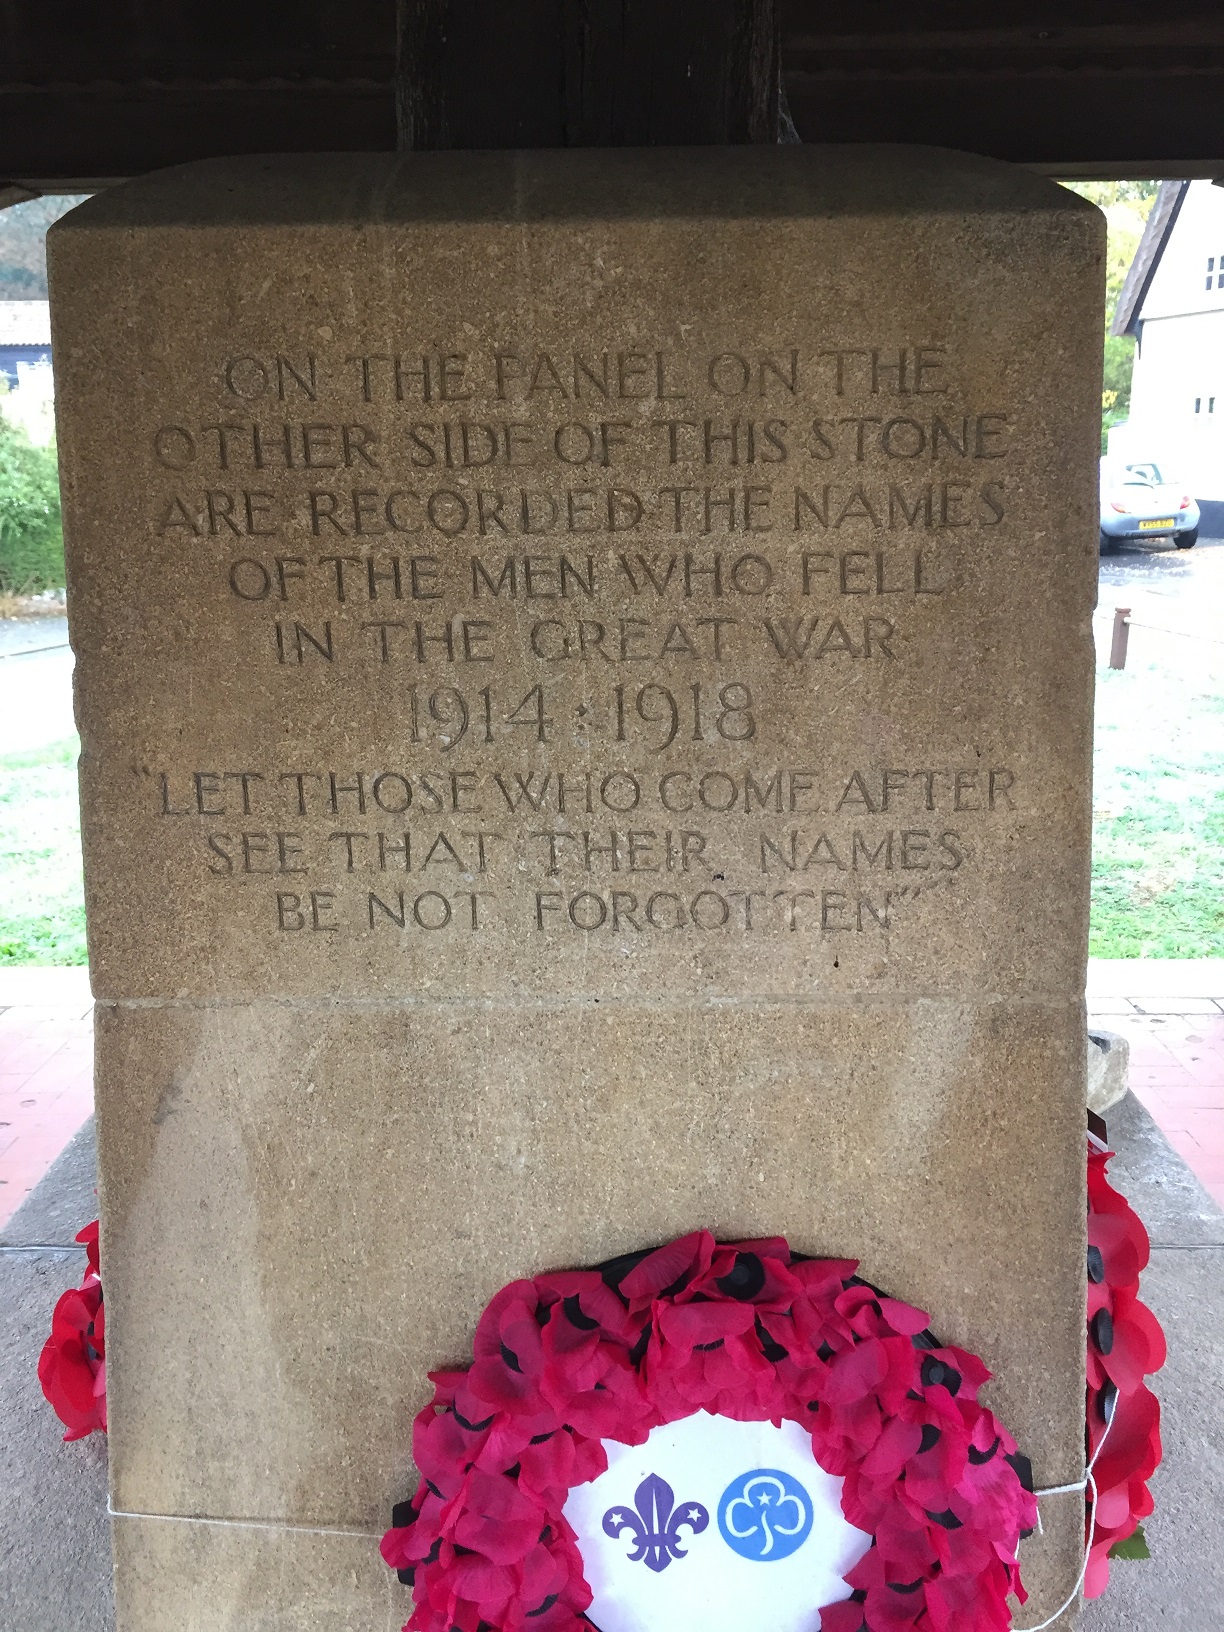 ON THE PANEL ON THE
OTHER SIDE OF THIS STONE
ARE RECORDED THE NAMES
OF THE MEN WHO FELL
IN THE GREAT WAR
1914 : 1918
"LET THOSE WHO COME AFTER
SEE THAT THEIR NAMES
BE NOT FORGOTTEN"